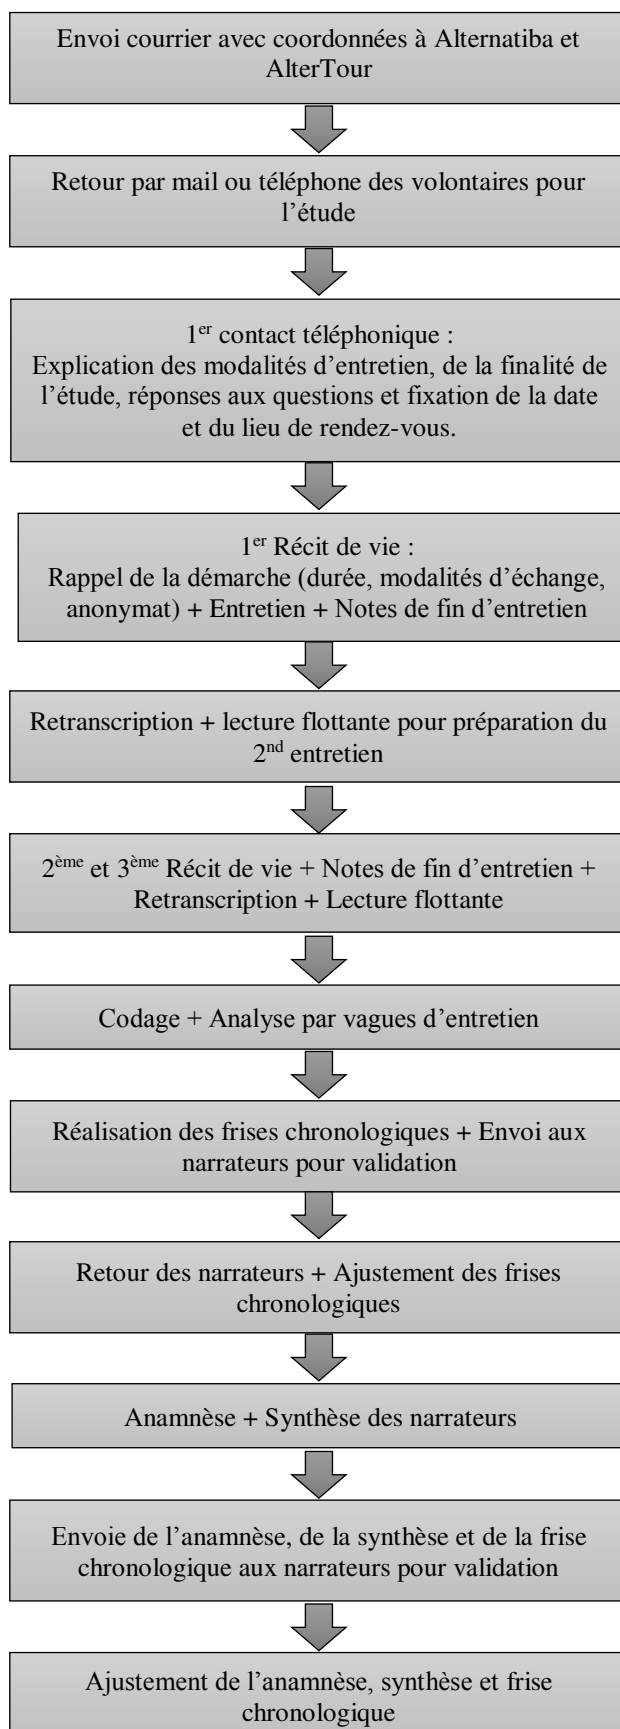 Envoi courrier avec coordonnées à Alternatiba et
AlterTour
Retour par mail ou téléphone des volontaires pour
l’étude
1er contact téléphonique :
Explication des modalités d’entretien, de la finalité de
l’étude, réponses aux questions et fixation de la date
et du lieu de rendez-vous.
1er Récit de vie :
Rappel de la démarche (durée, modalités d’échange,
anonymat) + Entretien + Notes de fin d’entretien
Retranscription + lecture flottante pour préparation du
2nd entretien
2ème et 3ème Récit de vie + Notes de fin d’entretien +
Retranscription + Lecture flottante
Codage + Analyse par vagues d’entretien
Réalisation des frises chronologiques + Envoi aux
narrateurs pour validation
Retour des narrateurs + Ajustement des frises
chronologiques
Anamnèse + Synthèse des narrateurs
Envoie de l’anamnèse, de la synthèse et de la frise
chronologique aux narrateurs pour validation
Ajustement de l’anamnèse, synthèse et frise
chronologique